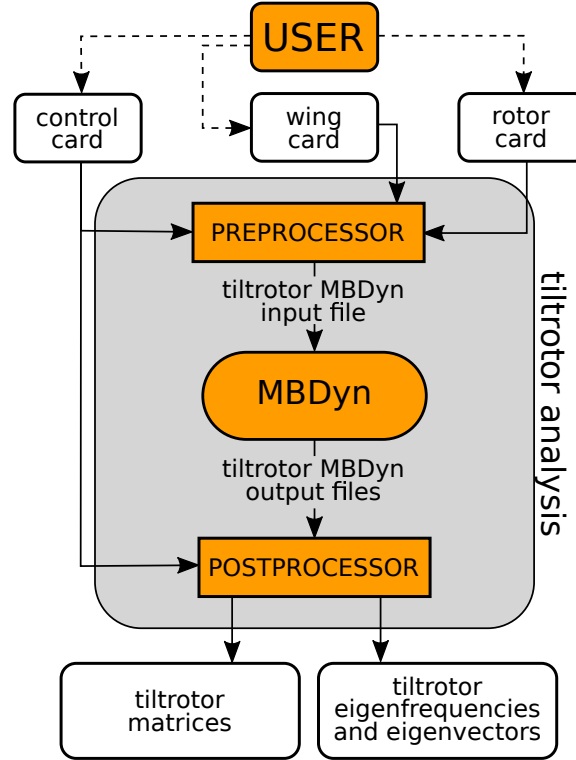 USER
control
card
wing
card
rotor
card
PREPROCESSOR
tiltrotor MBDyn
input file
MBDyn
tiltrotor MBDyn
output files
POSTPROCESSOR
tiltrotor analysis
tiltrotor
matrices
tiltrotor
eigenfrequencies
and eigenvectors